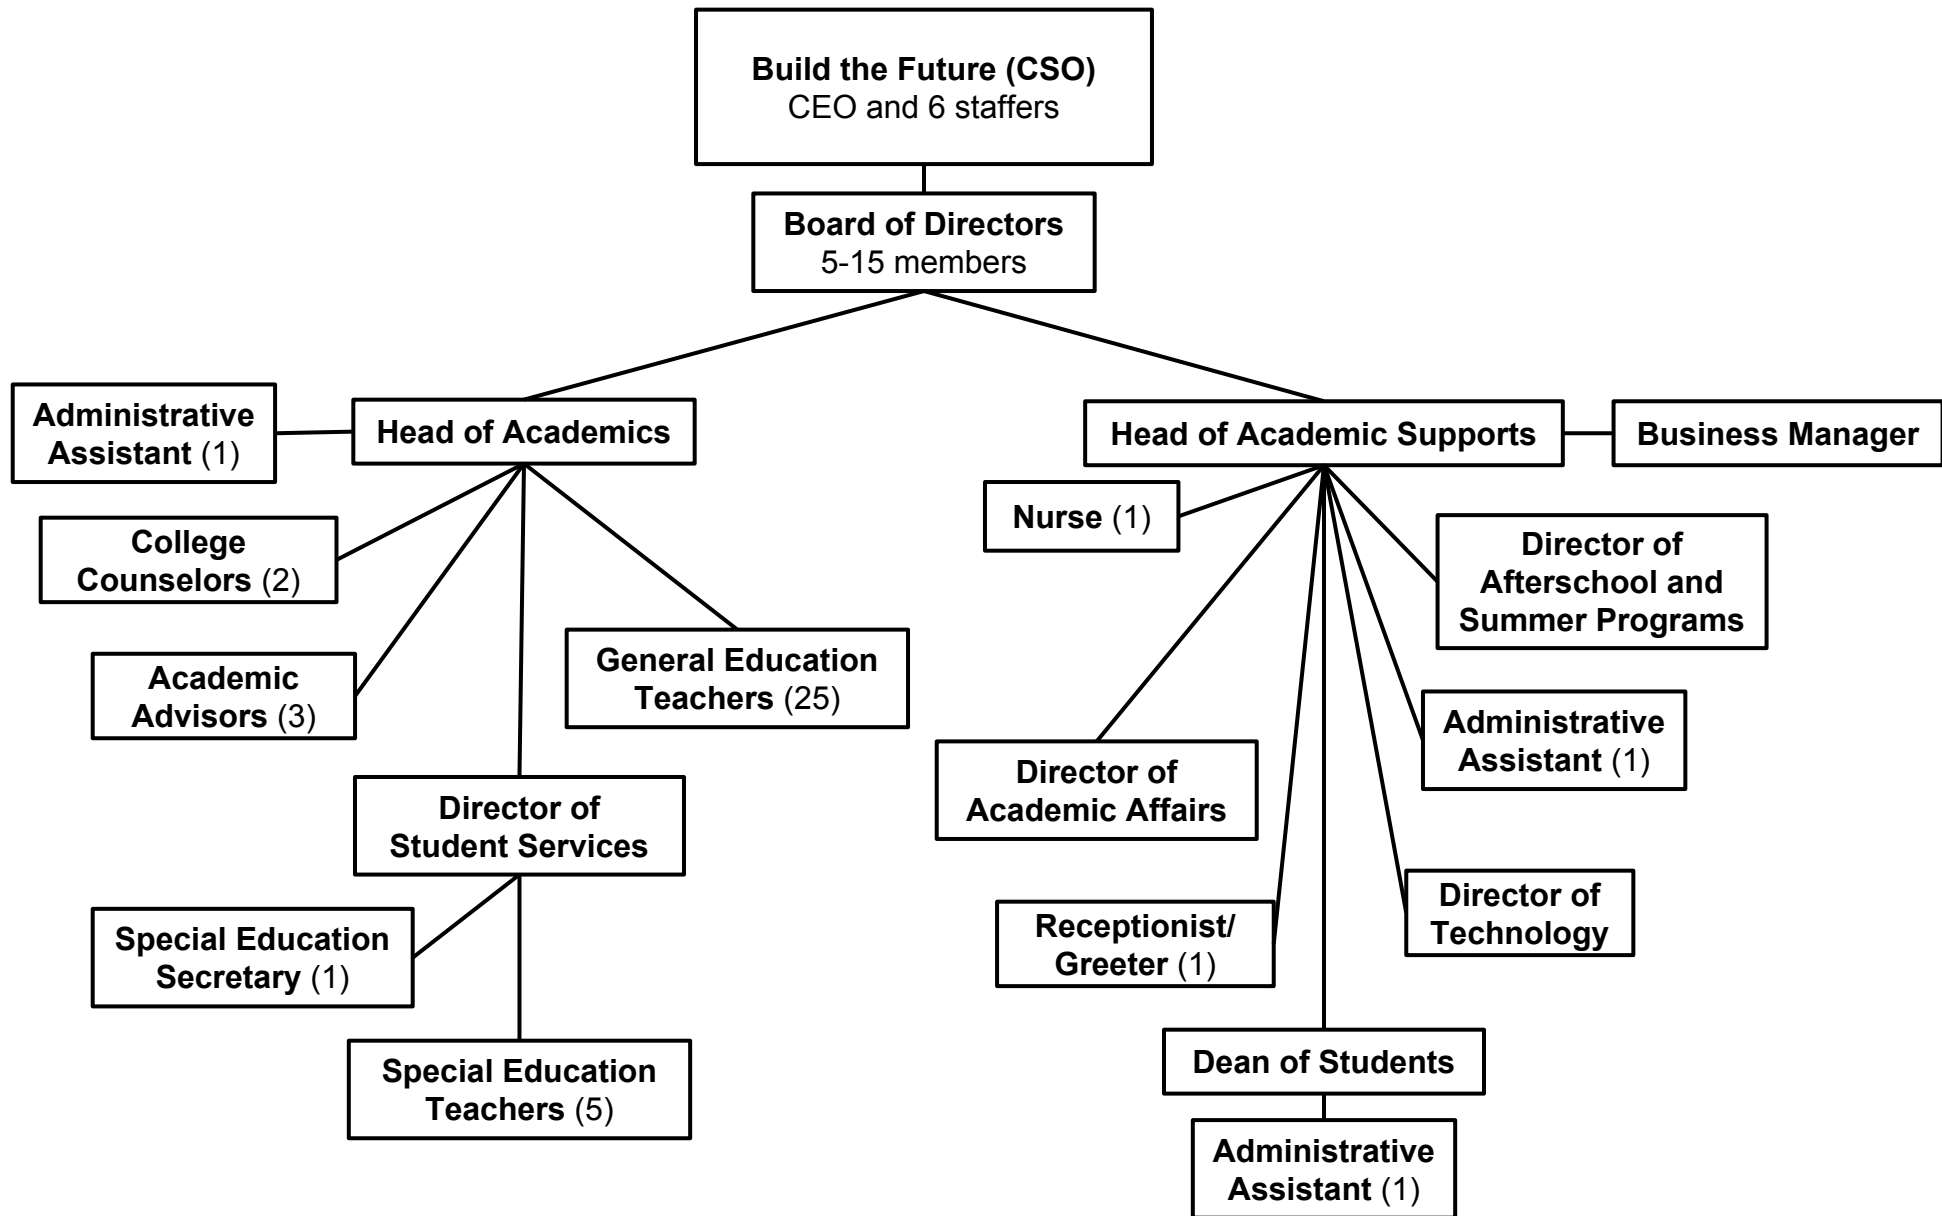 Build the Future (CSO)
CEO and 6 staffers
Board of Directors
5-15 members
Administrative
Assistant (1)
Head of Academics
Head of Academic Supports
Business Manager
College
Counselors (2)
Nurse (1)
Director of
Afterschool and
Summer Programs
Academic
Advisors (3)
General Education
Teachers (25)
Administrative
Assistant (1)
Director of
Academic Affairs
Director of
Student Services
Director of
Technology
Special Education
Secretary (1)
Receptionist/
Greeter (1)
Special Education
Teachers (5)
Dean of Students
Administrative
Assistant (1)